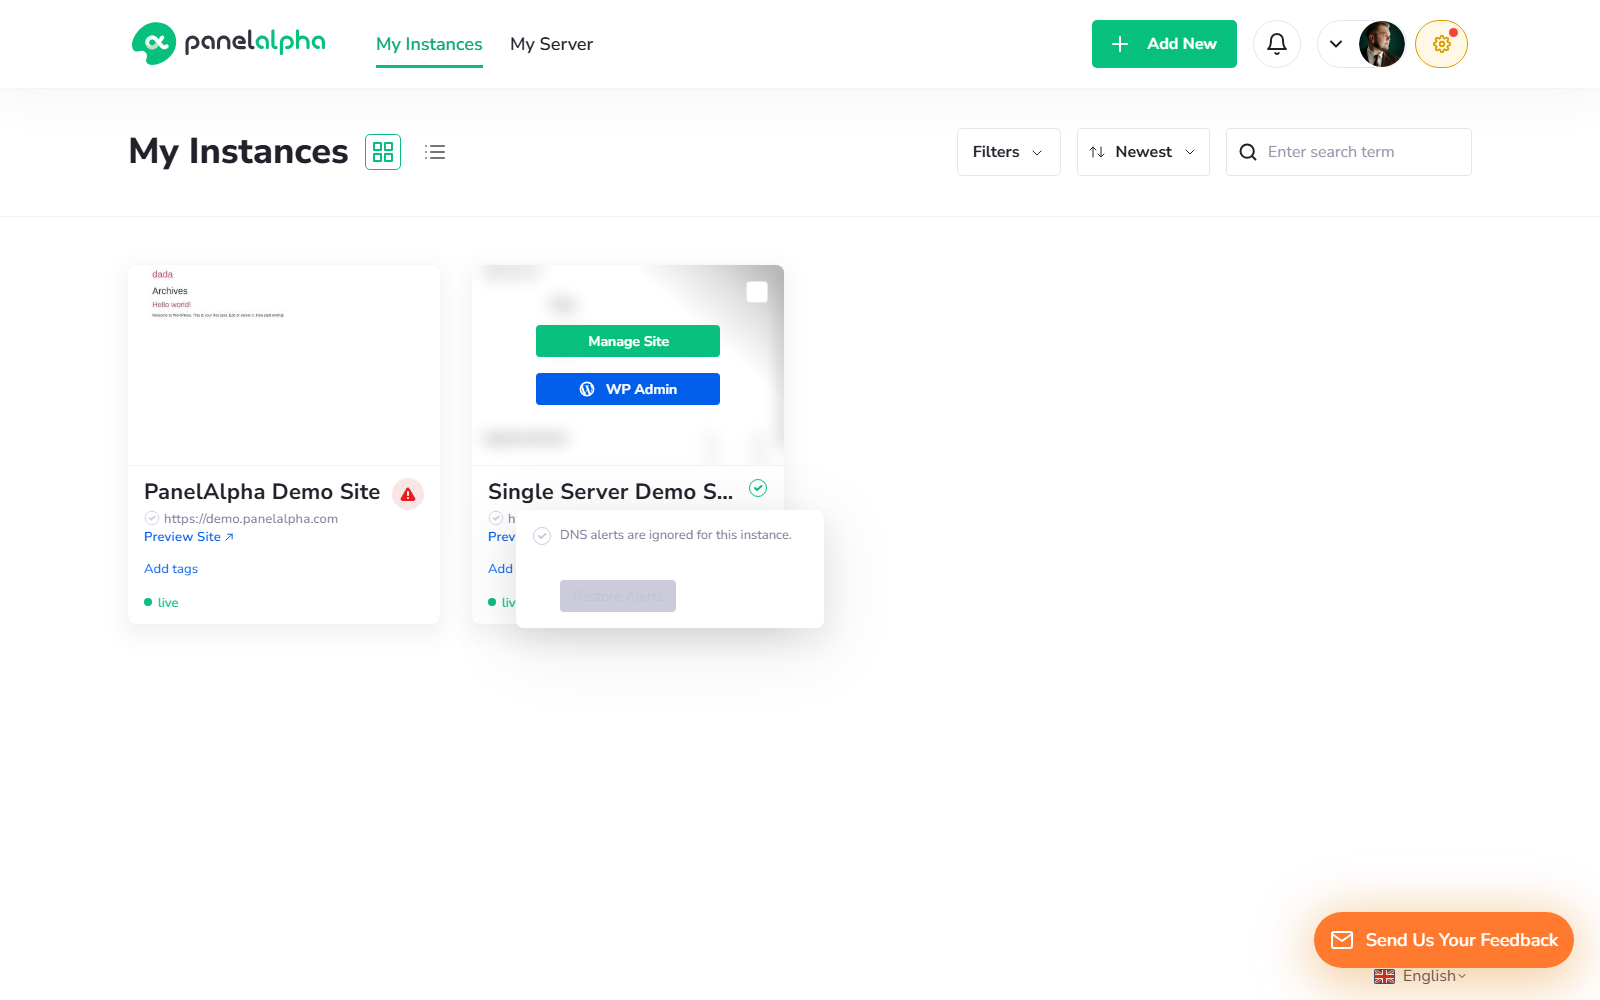 panelalpha
My Instances
My Server
Add New
My Instances
Filters
Newest
Enter search term
dada
Archives
Hello world!
Manage Site
WP Admin
PanelAlpha Demo Site
https://demo.panelalpha.com
Preview Site
Add tags
live
Single Server Demo S...
h
Prev
Add
liv
DNS alerts are ignored for this instance.
Restore Alerts
Send Us Your Feedback
English